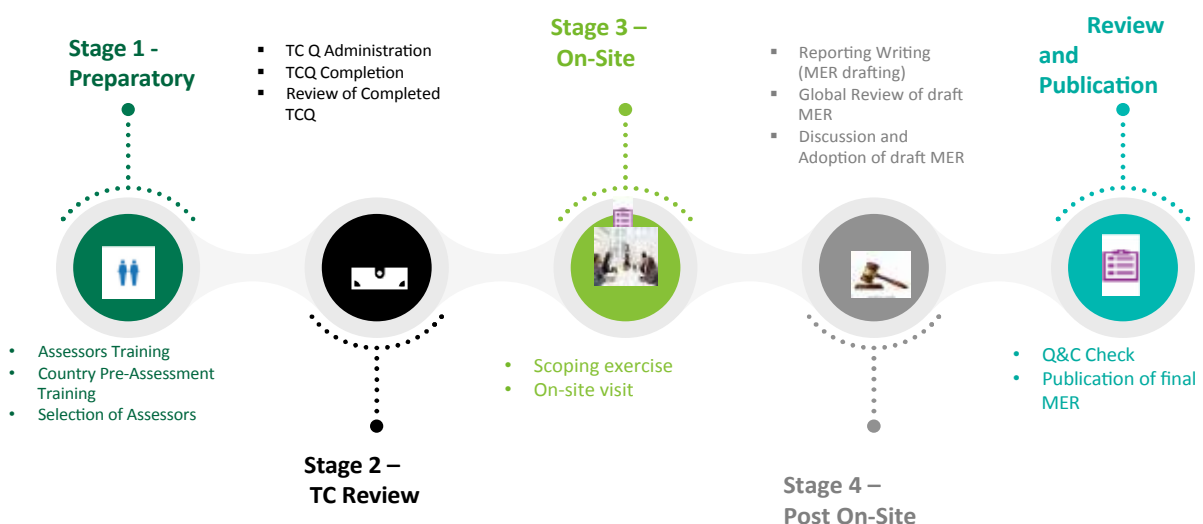 Stage 1 -
Preparatory
• Assessors Training
• Country Pre-Assessment
Training
• Selection of Assessors
▪ TC Q Administration
▪ TCQ Completion
▪ Review of Completed
TCQ
Stage 2 –
TC Review
Stage 3 –
On-Site
• Scoping exercise
• On-site visit
▪ Reporting Writing
(MER drafting)
▪ Global Review of draft
MER
▪ Discussion and
Adoption of draft MER
Stage 4 –
Post On-Site
Review
and
Publication
• Q&C Check
• Publication of final
MER